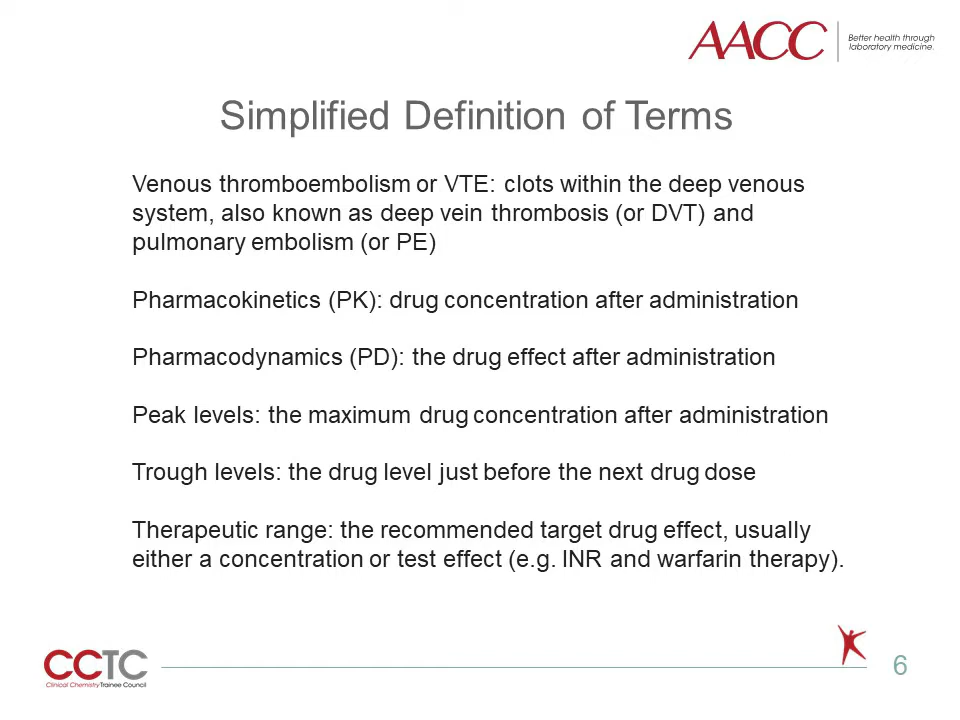 AACC
Better health through
laboratory medicine.
Simplified Definition of Terms
Venous thromboembolism or VTE: clots within the deep venous
system, also known as deep vein thrombosis (or DVT) and
pulmonary embolism (or PE)
Pharmacokinetics (PK): drug concentration after administration
Pharmacodynamics (PD): the drug effect after administration
Peak levels: the maximum drug concentration after administration
Trough levels: the drug level just before the next drug dose
Therapeutic range: the recommended target drug effect, usually
either a concentration or test effect (e.g. INR and warfarin therapy).
CCTC
Clinical Chemistry Trainee Council
6